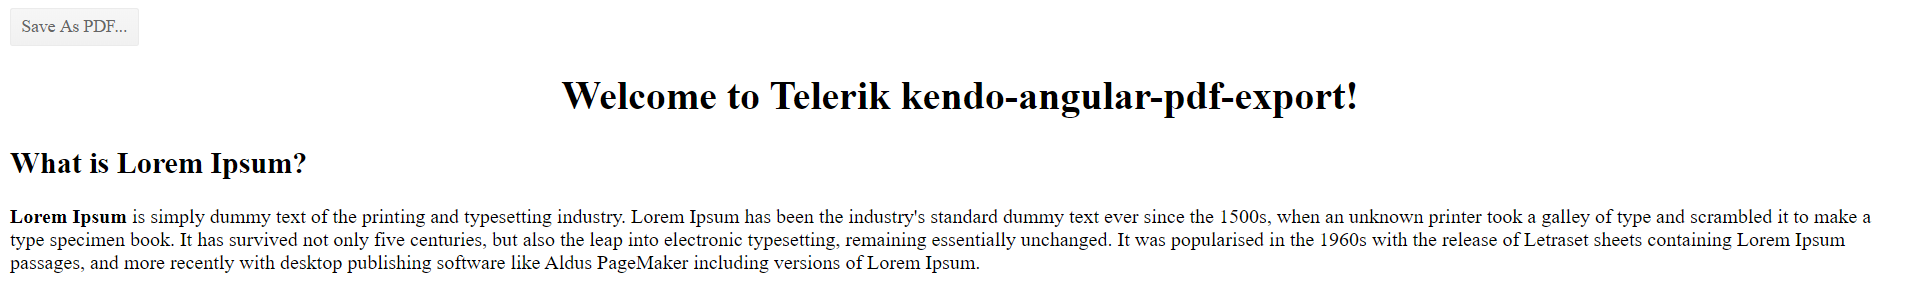 Save As PDF...
Welcome to Telerik kendo-angular-pdf-export!
What is Lorem Ipsum?
Lorem Ipsum is simply dummy text of the printing and typesetting industry. Lorem Ipsum has been the industry's standard dummy text ever since the 1500s, when an unknown printer took a galley of type and scrambled it to make a
type specimen book. It has survived not only five centuries, but also the leap into electronic typesetting, remaining essentially unchanged. It was popularised in the 1960s with the release of Letraset sheets containing Lorem Ipsum
passages, and more recently with desktop publishing software like Aldus PageMaker including versions of Lorem Ipsum.